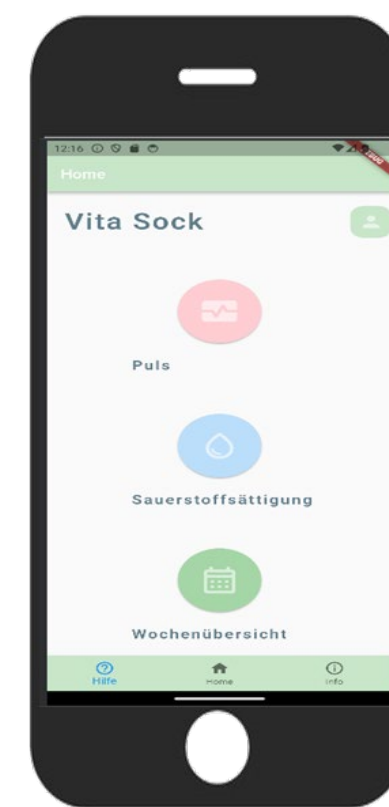 12:16
Home
Vita Sock
Puls
Sauerstoffsättigung
Wochenübersicht
Hilfe
Home
Info